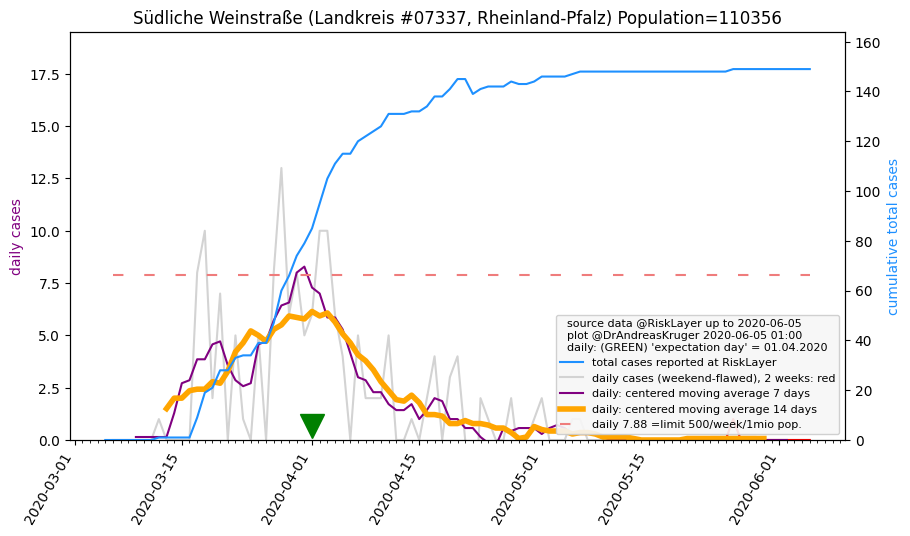 Südliche Weinstraße (Landkreis #07337, Rheinland-Pfalz) Population=110356
daily cases
17.5
15.0
12.5
10.0
7.5
5.0
2.5
0.0
160
140
120
100
80
60
40
20
0
cumulative total cases
source data @RiskLayer up to 2020-06-05
plot @DrAndreasKruger 2020-06-05 01:00
daily: (GREEN) 'expectation day' = 01.04.2020
total cases reported at RiskLayer
daily cases (weekend-flawed), 2 weeks: red
daily: centered moving average 7 days
daily: centered moving average 14 days
daily 7.88 =limit 500/week/1mio pop.
2020-03-01
2020-03-15
2020-04-01
2020-04-15
2020-05-01
2020-05-15
2020-06-01